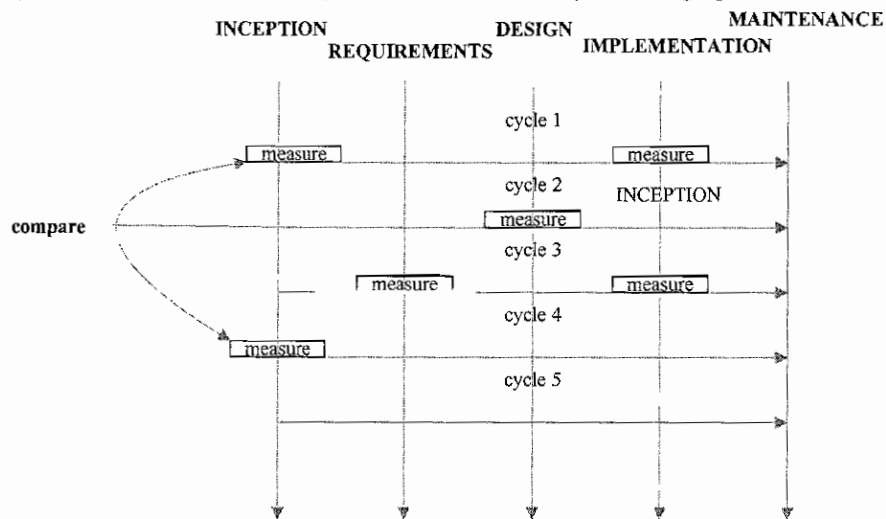 MAINTENANCE
INCEPTION
DESIGN
REQUIREMENTS
IMPLEMENTATION
cycle 1
measure
measure
cycle 2
INCEPTION
compare
measure
cycle 3
measure
measure
cycle 4
measure
cycle 5